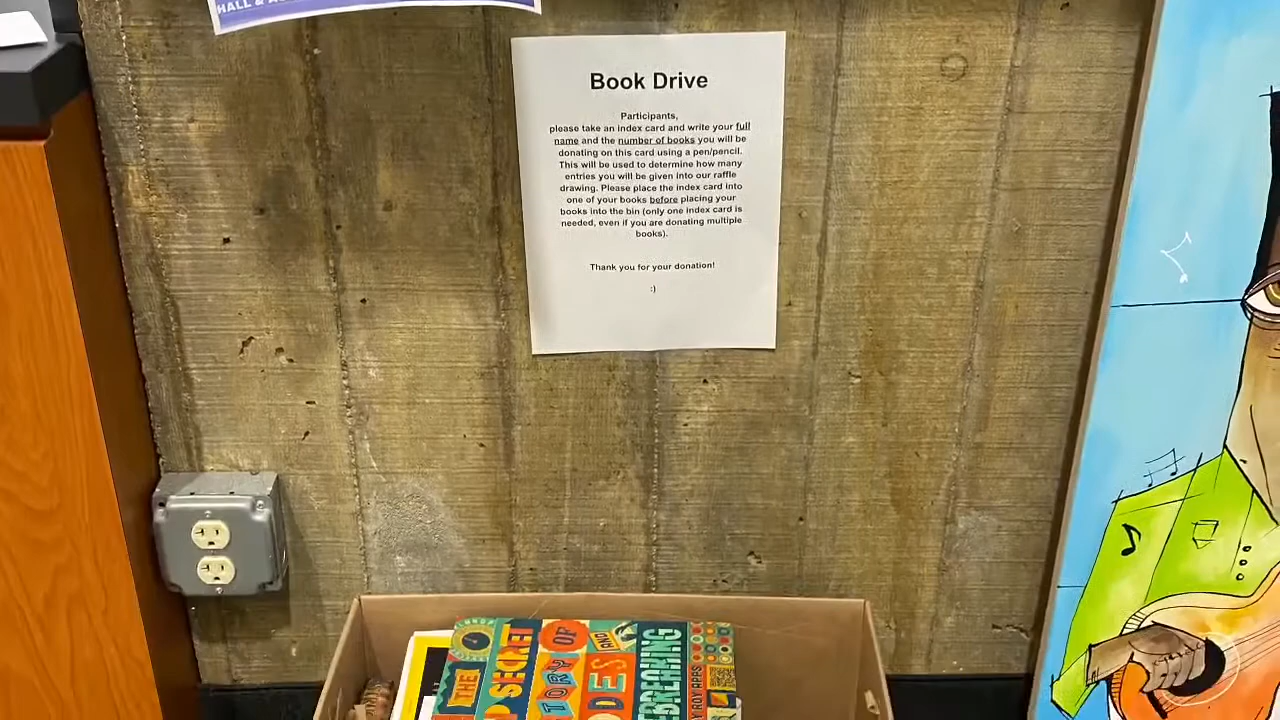 HALL &
Book Drive
Participants,
please take an index card and write your full
name and the number of books you will be
donating on this card using a pen/pencil.
This will be used to determine how many
entries you will be given into our raffle
drawing. Please place the index card into
one of your books before placing your
books into the bin (only one index card is
needed, even if you are donating multiple
books).
Thank you for your donation!
:)
THE
SECRET
OF
AND